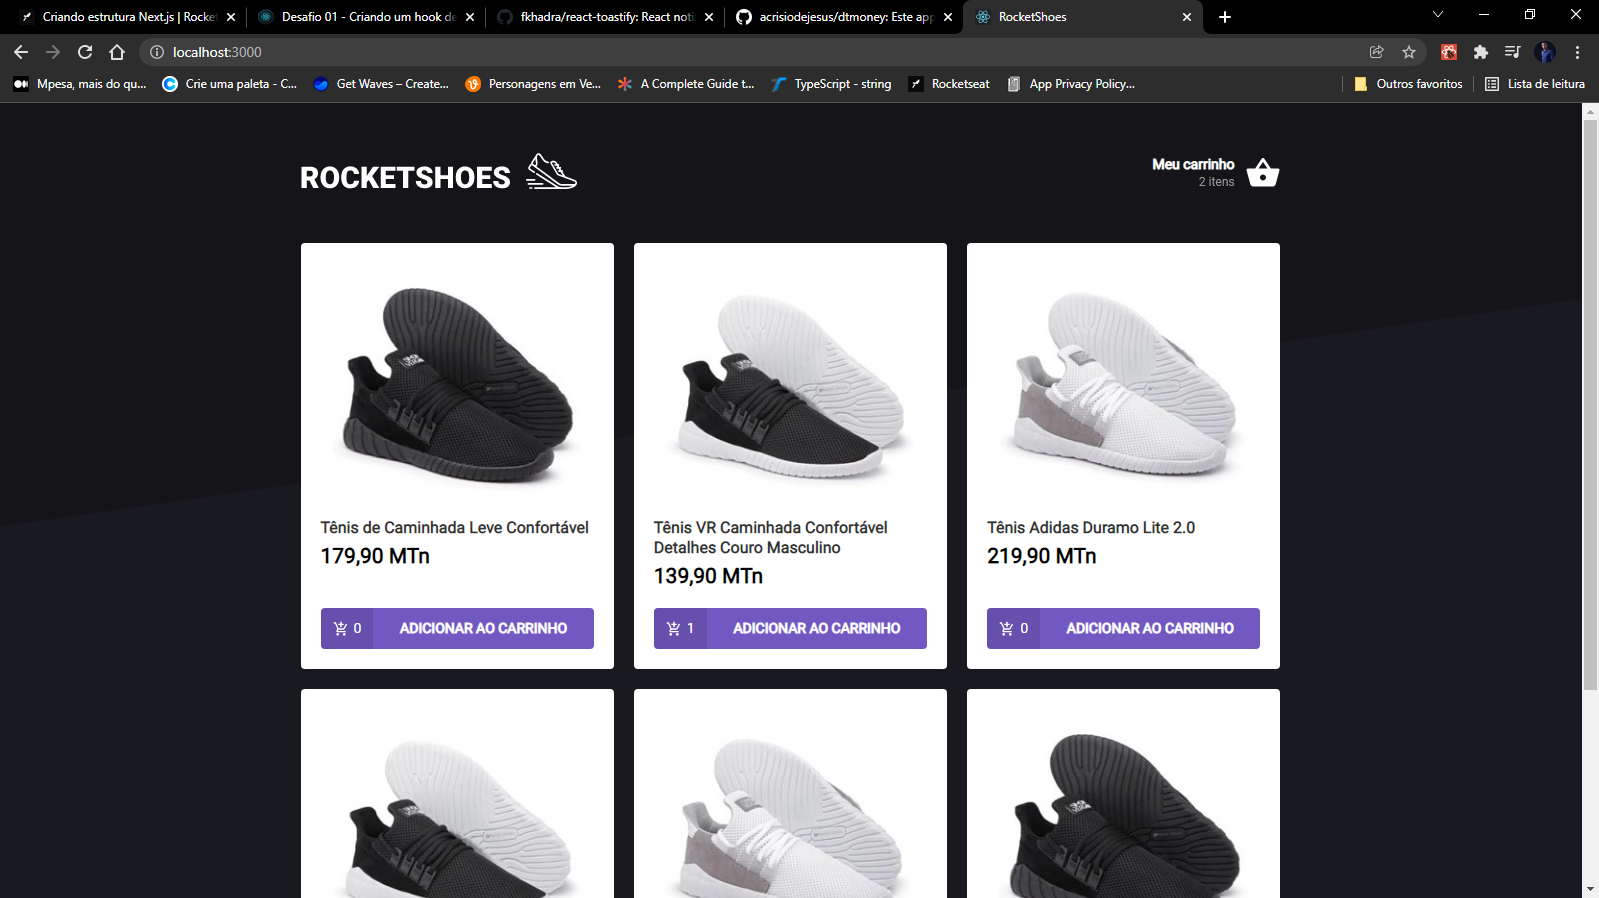 Criando estrutura Next.js | Rocket
Desafio 01 - Criando um hook de
fkhadra/react-toastify: React noti
acrisiodejesus/dtmoney: Este app
RocketShoes
localhost:3000
Mpesa, mais do qu...
Crie uma paleta - C...
Get Waves – Create...
Personagens em Ve...
A Complete Guide t...
TypeScript - string
Rocketseat
App Privacy Policy...
Outros favoritos
Lista de leitura
ROCKETSHOES
Meu carrinho
2 itens
Tênis de Caminhada Leve Confortável
179,90 MTn
0 ADICIONAR AO CARRINHO
Tênis VR Caminhada Confortável
Detalhes Couro Masculino
139,90 MTn
1 ADICIONAR AO CARRINHO
Tênis Adidas Duramo Lite 2.0
219,90 MTn
0 ADICIONAR AO CARRINHO